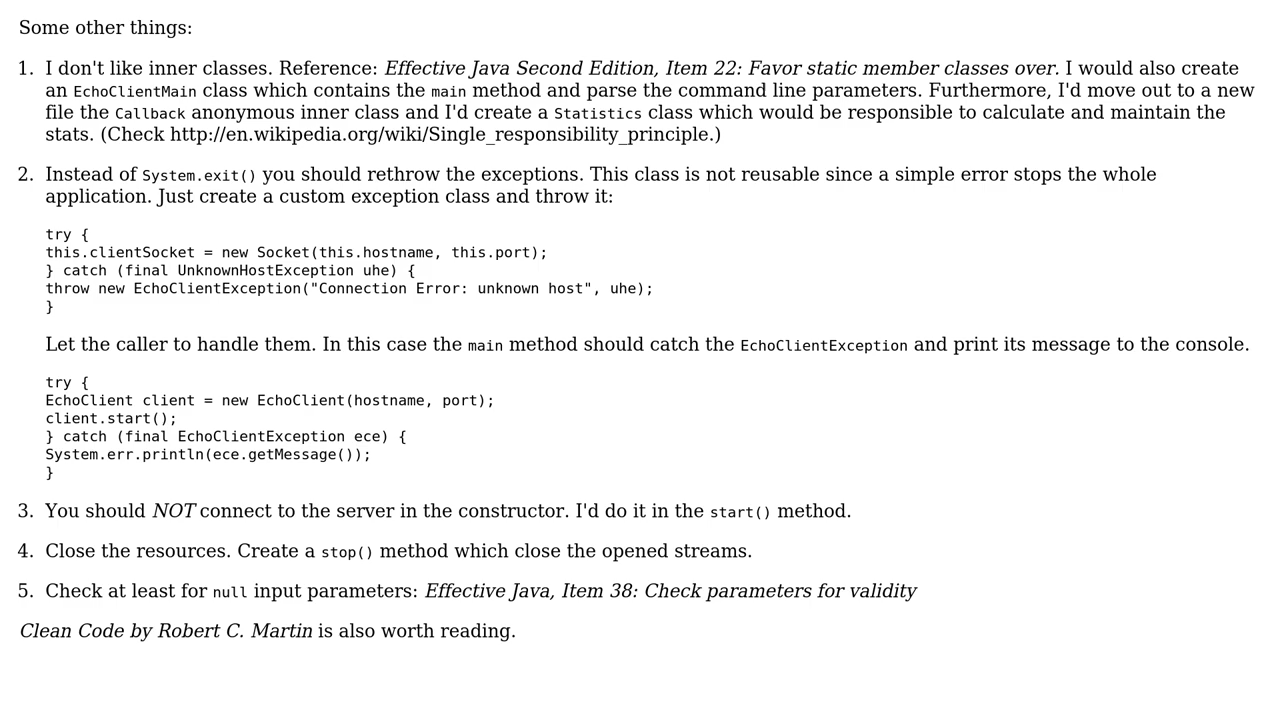 Some other things:
1. I don't like inner classes. Reference: Effective Java Second Edition, Item 22: Favor static member classes over. I would also create
an EchoClientMain class which contains the main method and parse the command line parameters. Furthermore, I'd move out to a new
file the Callback anonymous inner class and I'd create a Statistics class which would be responsible to calculate and maintain the
stats. (Check http://en.wikipedia.org/wiki/Single_responsibility_principle.)
2. Instead of System.exit() you should rethrow the exceptions. This class is not reusable since a simple error stops the whole
application. Just create a custom exception class and throw it:
try {
this.clientSocket = new Socket(this.hostname, this.port);
} catch (final UnknownHostException uhe) {
throw new EchoClientException("Connection Error: unknown host", uhe);
}
Let the caller to handle them. In this case the main method should catch the EchoClientException and print its message to the console.
try {
EchoClient client = new EchoClient(hostname, port);
client.start();
} catch (final EchoClientException ece) {
System.err.println(ece.getMessage());
}
3. You should NOT connect to the server in the constructor. I'd do it in the start() method.
4. Close the resources. Create a stop() method which close the opened streams.
5. Check at least for null input parameters: Effective Java, Item 38: Check parameters for validity
Clean Code by Robert C. Martin is also worth reading.